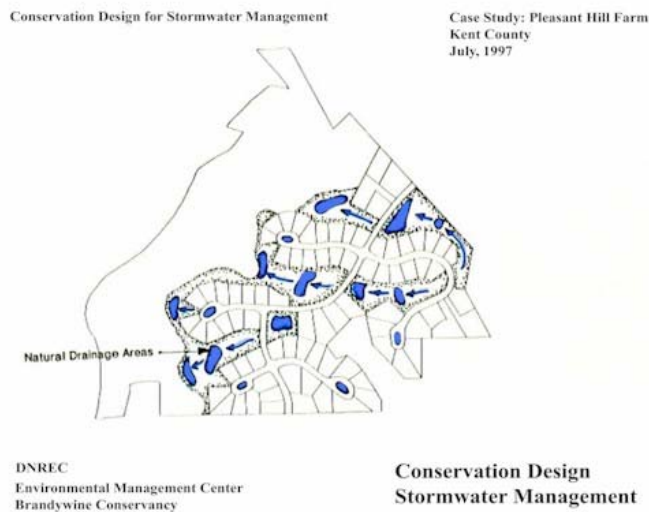 Conservation Design for Stormwater Management
Case Study: Pleasant Hill Farm
Kent County
July, 1997
Natural Drainage Areas
DNREC
Environmental Management Center
Brandywine Conservancy
Conservation Design
Stormwater Management